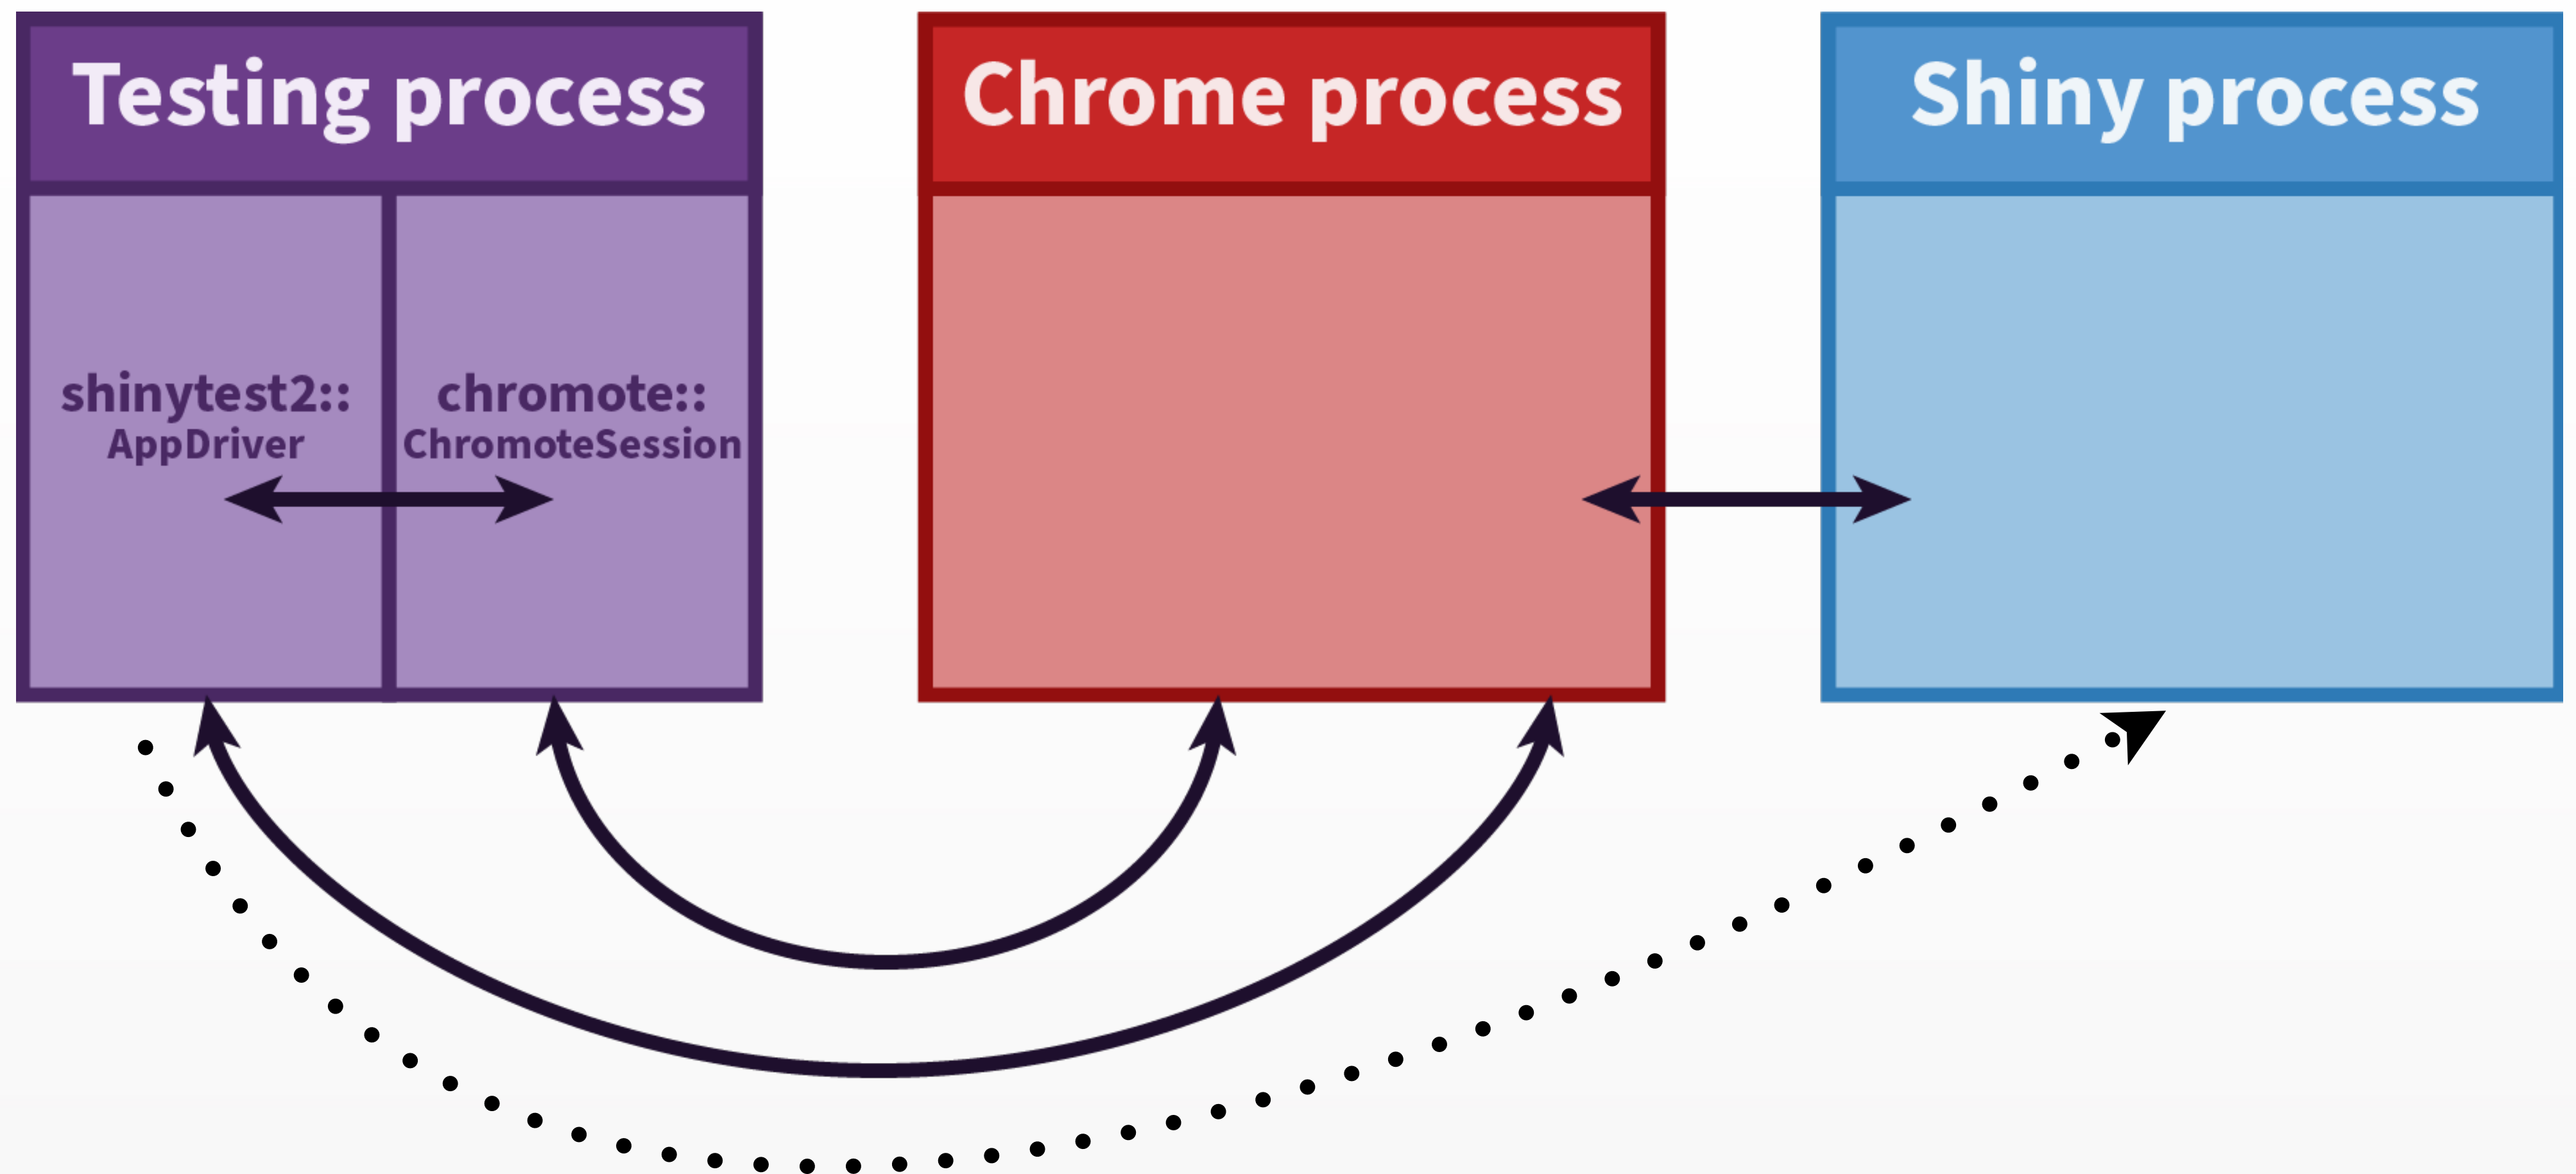 Testing process
Chrome process
Shiny process
shinytest2::
AppDriver
chromote::
ChromoteSession